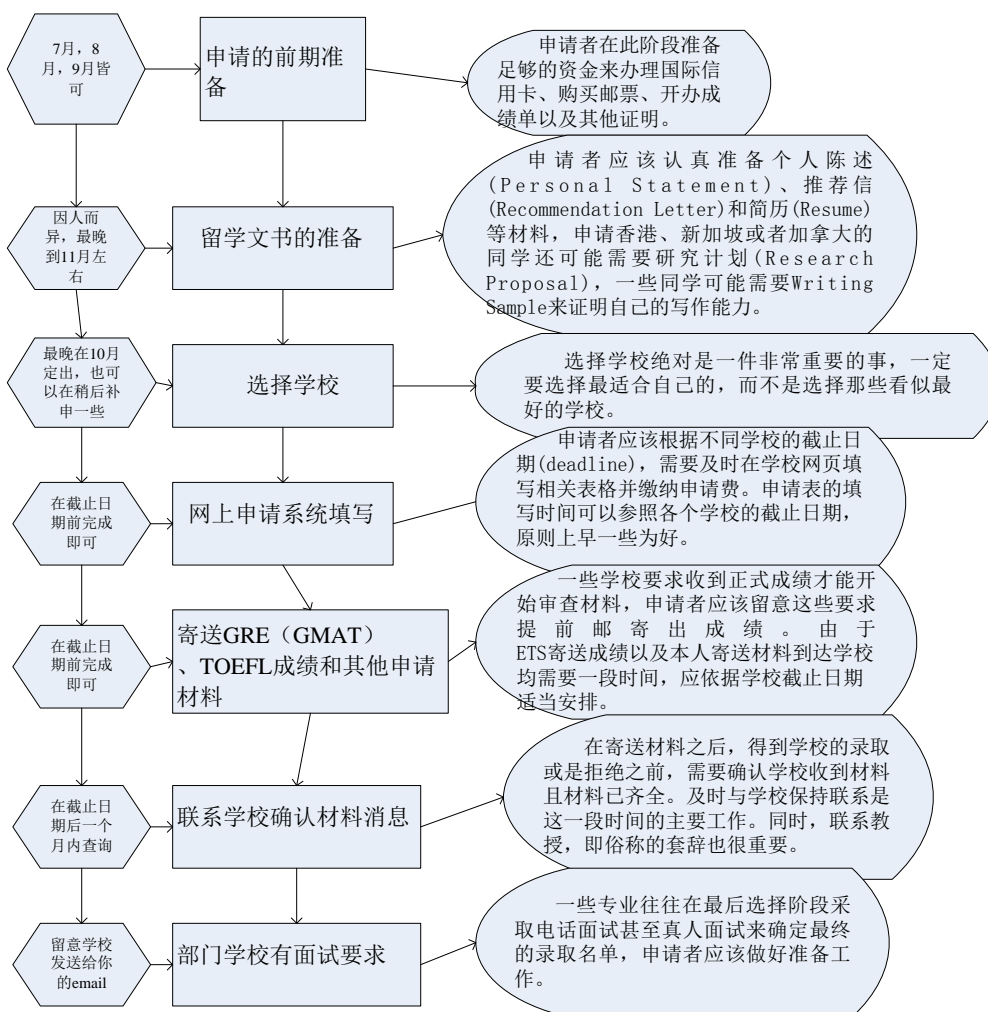 7月，8
月，9月皆
可
申请的前期准
备
申请者在此阶段准备
足够的资金来办理国际信
用卡、购买邮票、开办成
绩单以及其他证明。
因人而
异，最晚
到11月左
右
留学文书的准备
申请者应该认真准备个人陈述
(Personal Statement)、推荐信
(Recommendation Letter)和简历(Resume)
等材料，申请香港、新加坡或者加拿大的
同学还可能需要研究计划(Research
Proposal)，一些同学可能需要Writing
Sample来证明自己的写作能力。
最晚在10月
定出，也可
以在稍后补
申一些
选择学校
选择学校绝对是一件非常重要的事，一定
要选择最适合自己的，而不是选择那些看似最
好的学校。
在截止日
期前完成
即可
网上申请系统填写
申请者应该根据不同学校的截止日
期(deadline)，需要及时在学校网页填
写相关表格并缴纳申请费。申请表的填
写时间可以参照各个学校的截止日期，
原则上早一些为好。
在截止日
期前完成
即可
寄送GRE（GMAT）
、TOEFL成绩和其他申请
材料
一些学校要求收到正式成绩才能开
始审查材料，申请者应该留意这些要求
提前邮寄出成绩。由于
ETS寄送成绩以及本人寄送材料到达学校
均需要一段时间，应依据学校截止日期
适当安排。
在截止日
期后一个
月内查询
联系学校确认材料消息
在寄送材料之后，得到学校的录取
或是拒绝之前，需要确认学校收到材料
且材料已齐全。及时与学校保持联系是
这一段时间的主要工作。同时，联系教
授，即俗称的套辞也很重要。
留意学校
发送给你
的email
部门学校有面试要求
一些专业往往在最后选择阶段采
取电话面试甚至真人面试来确定最终
的录取名单，申请者应该做好准备工
作。